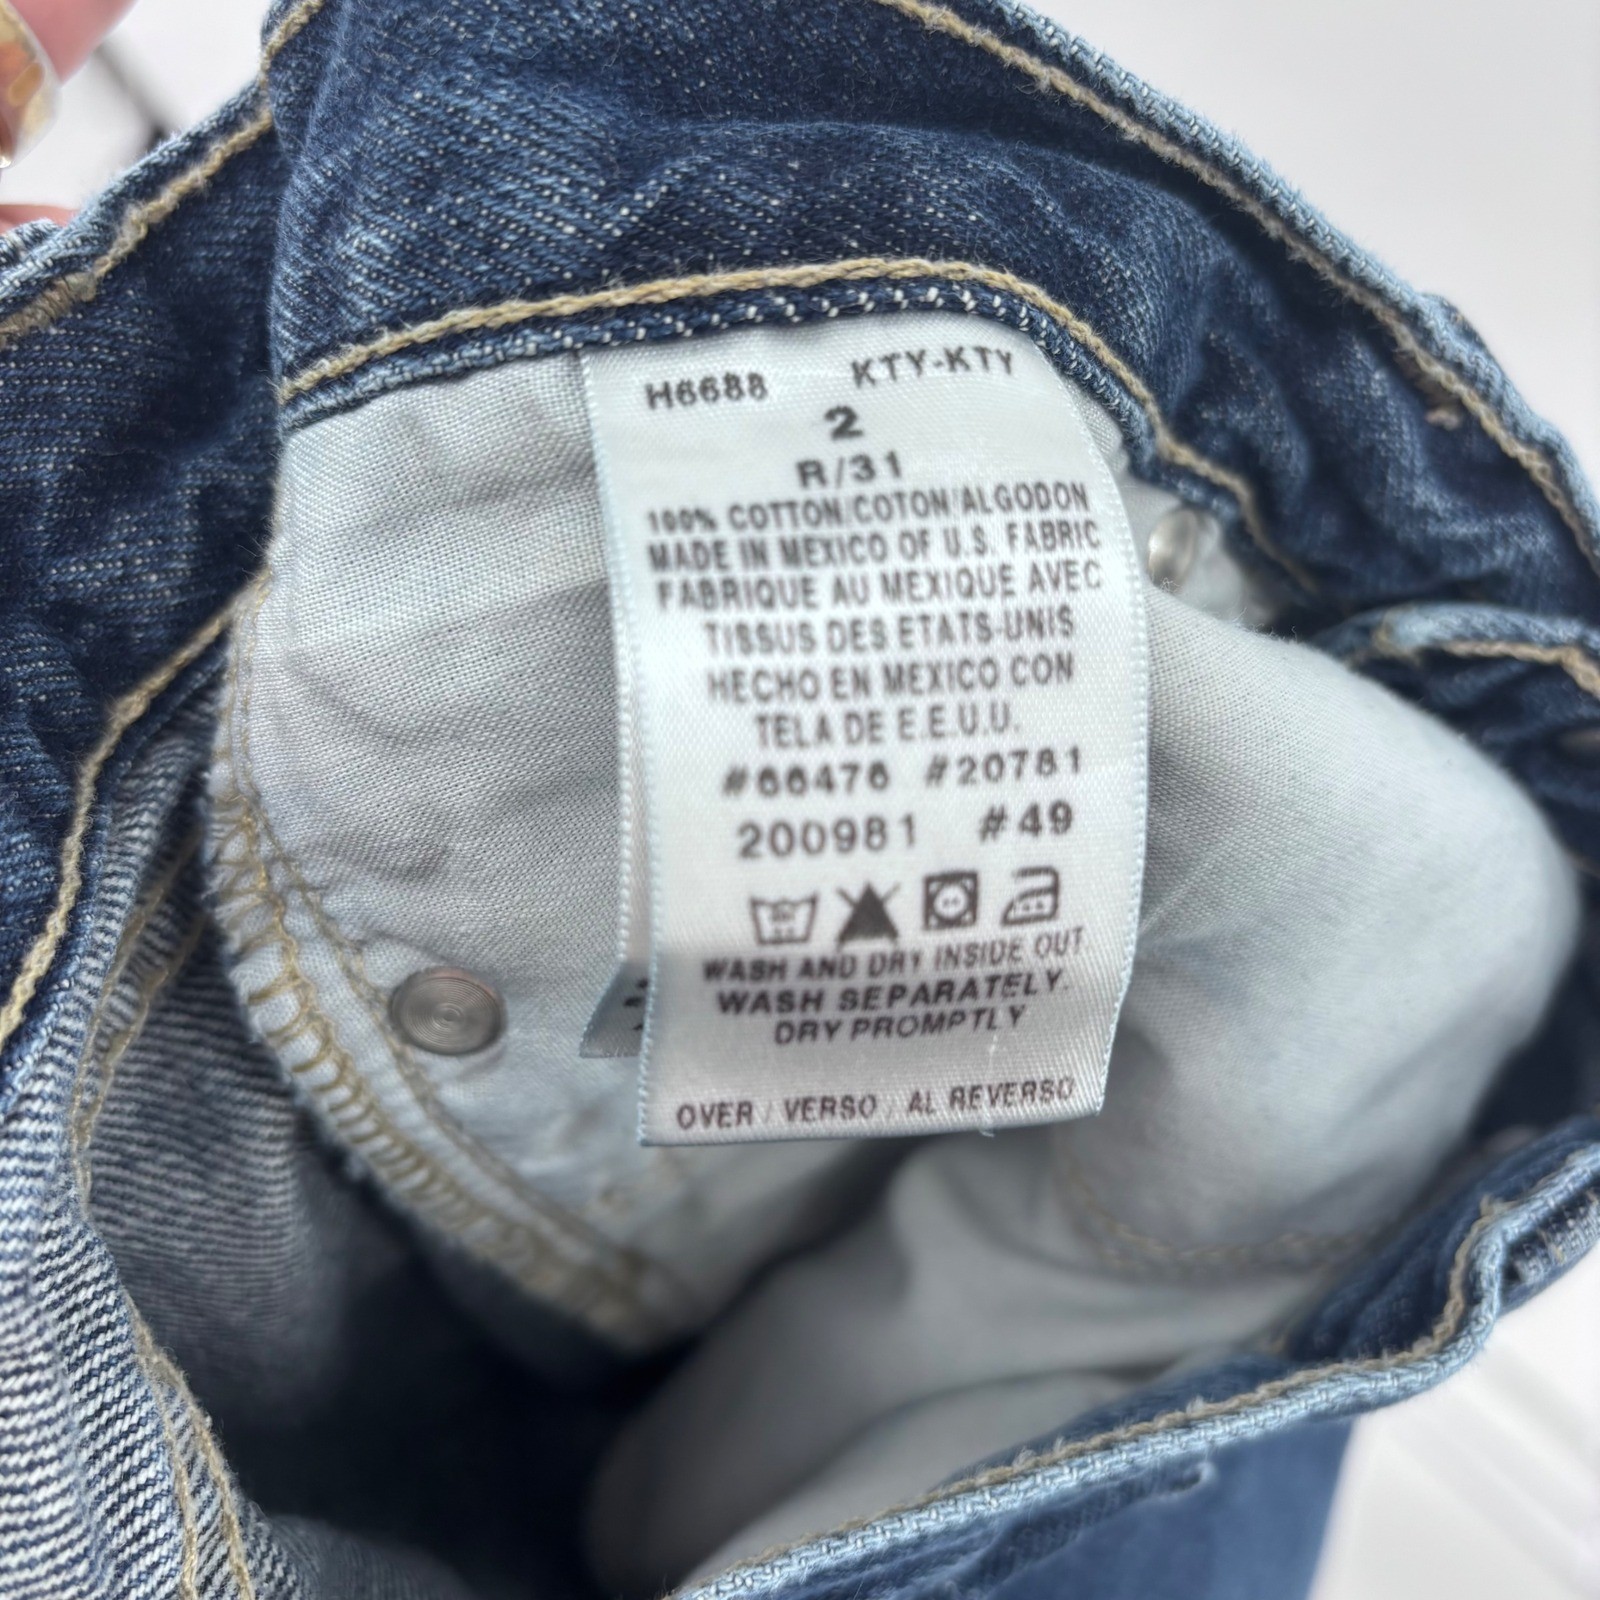 H6688 KTY-KTY
2
R/31
100% COTTON/COTON/ALGODON
MADE IN MEXICO OF U.S. FABRIC
FABRIQUE AU MEXIQUE AVEC
TISSUS DES ETATS-UNIS
HECHO EN MEXICO CON
TELA DE E.E.U.U.
#66476 #20781
200981 #49
WASH AND DRY INSIDE OUT
WASH SEPARATELY.
DRY PROMPTLY
OVER / VERSO / AL REVERSO